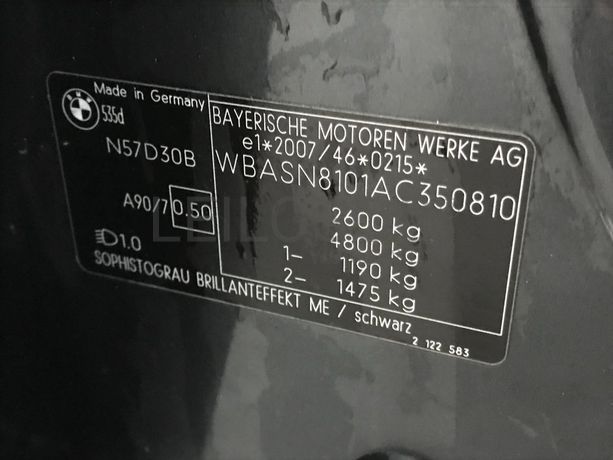 BMW
Made in Germany
535d
N57D30B
A90/7 0.50
D1.0
SOPHISTOGRAU BRILLANTEFFEKT ME / schwarz
BAYERISCHE MOTOREN WERKE AG
e1*2007/46*0215*
WBASN8101AC350810
2600 kg
4800 kg
1- 1190 kg
2- 1475 kg
2 122 583